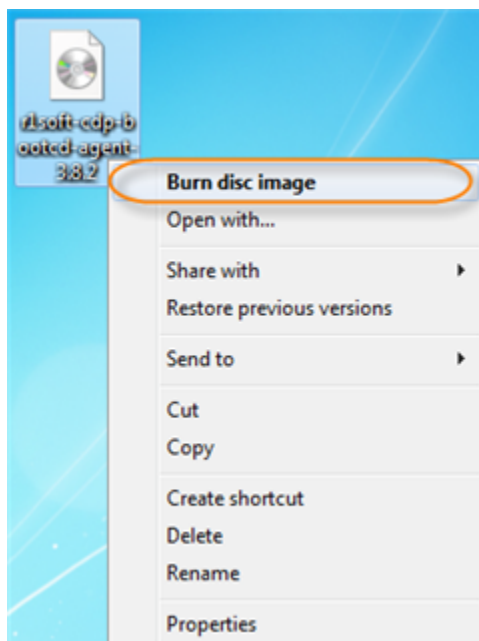 r1soft-cdp-b
ootcd-agent-
3.8.2
Burn disc image
Open with...
Share with
Restore previous versions
Send to
Cut
Copy
Create shortcut
Delete
Rename
Properties